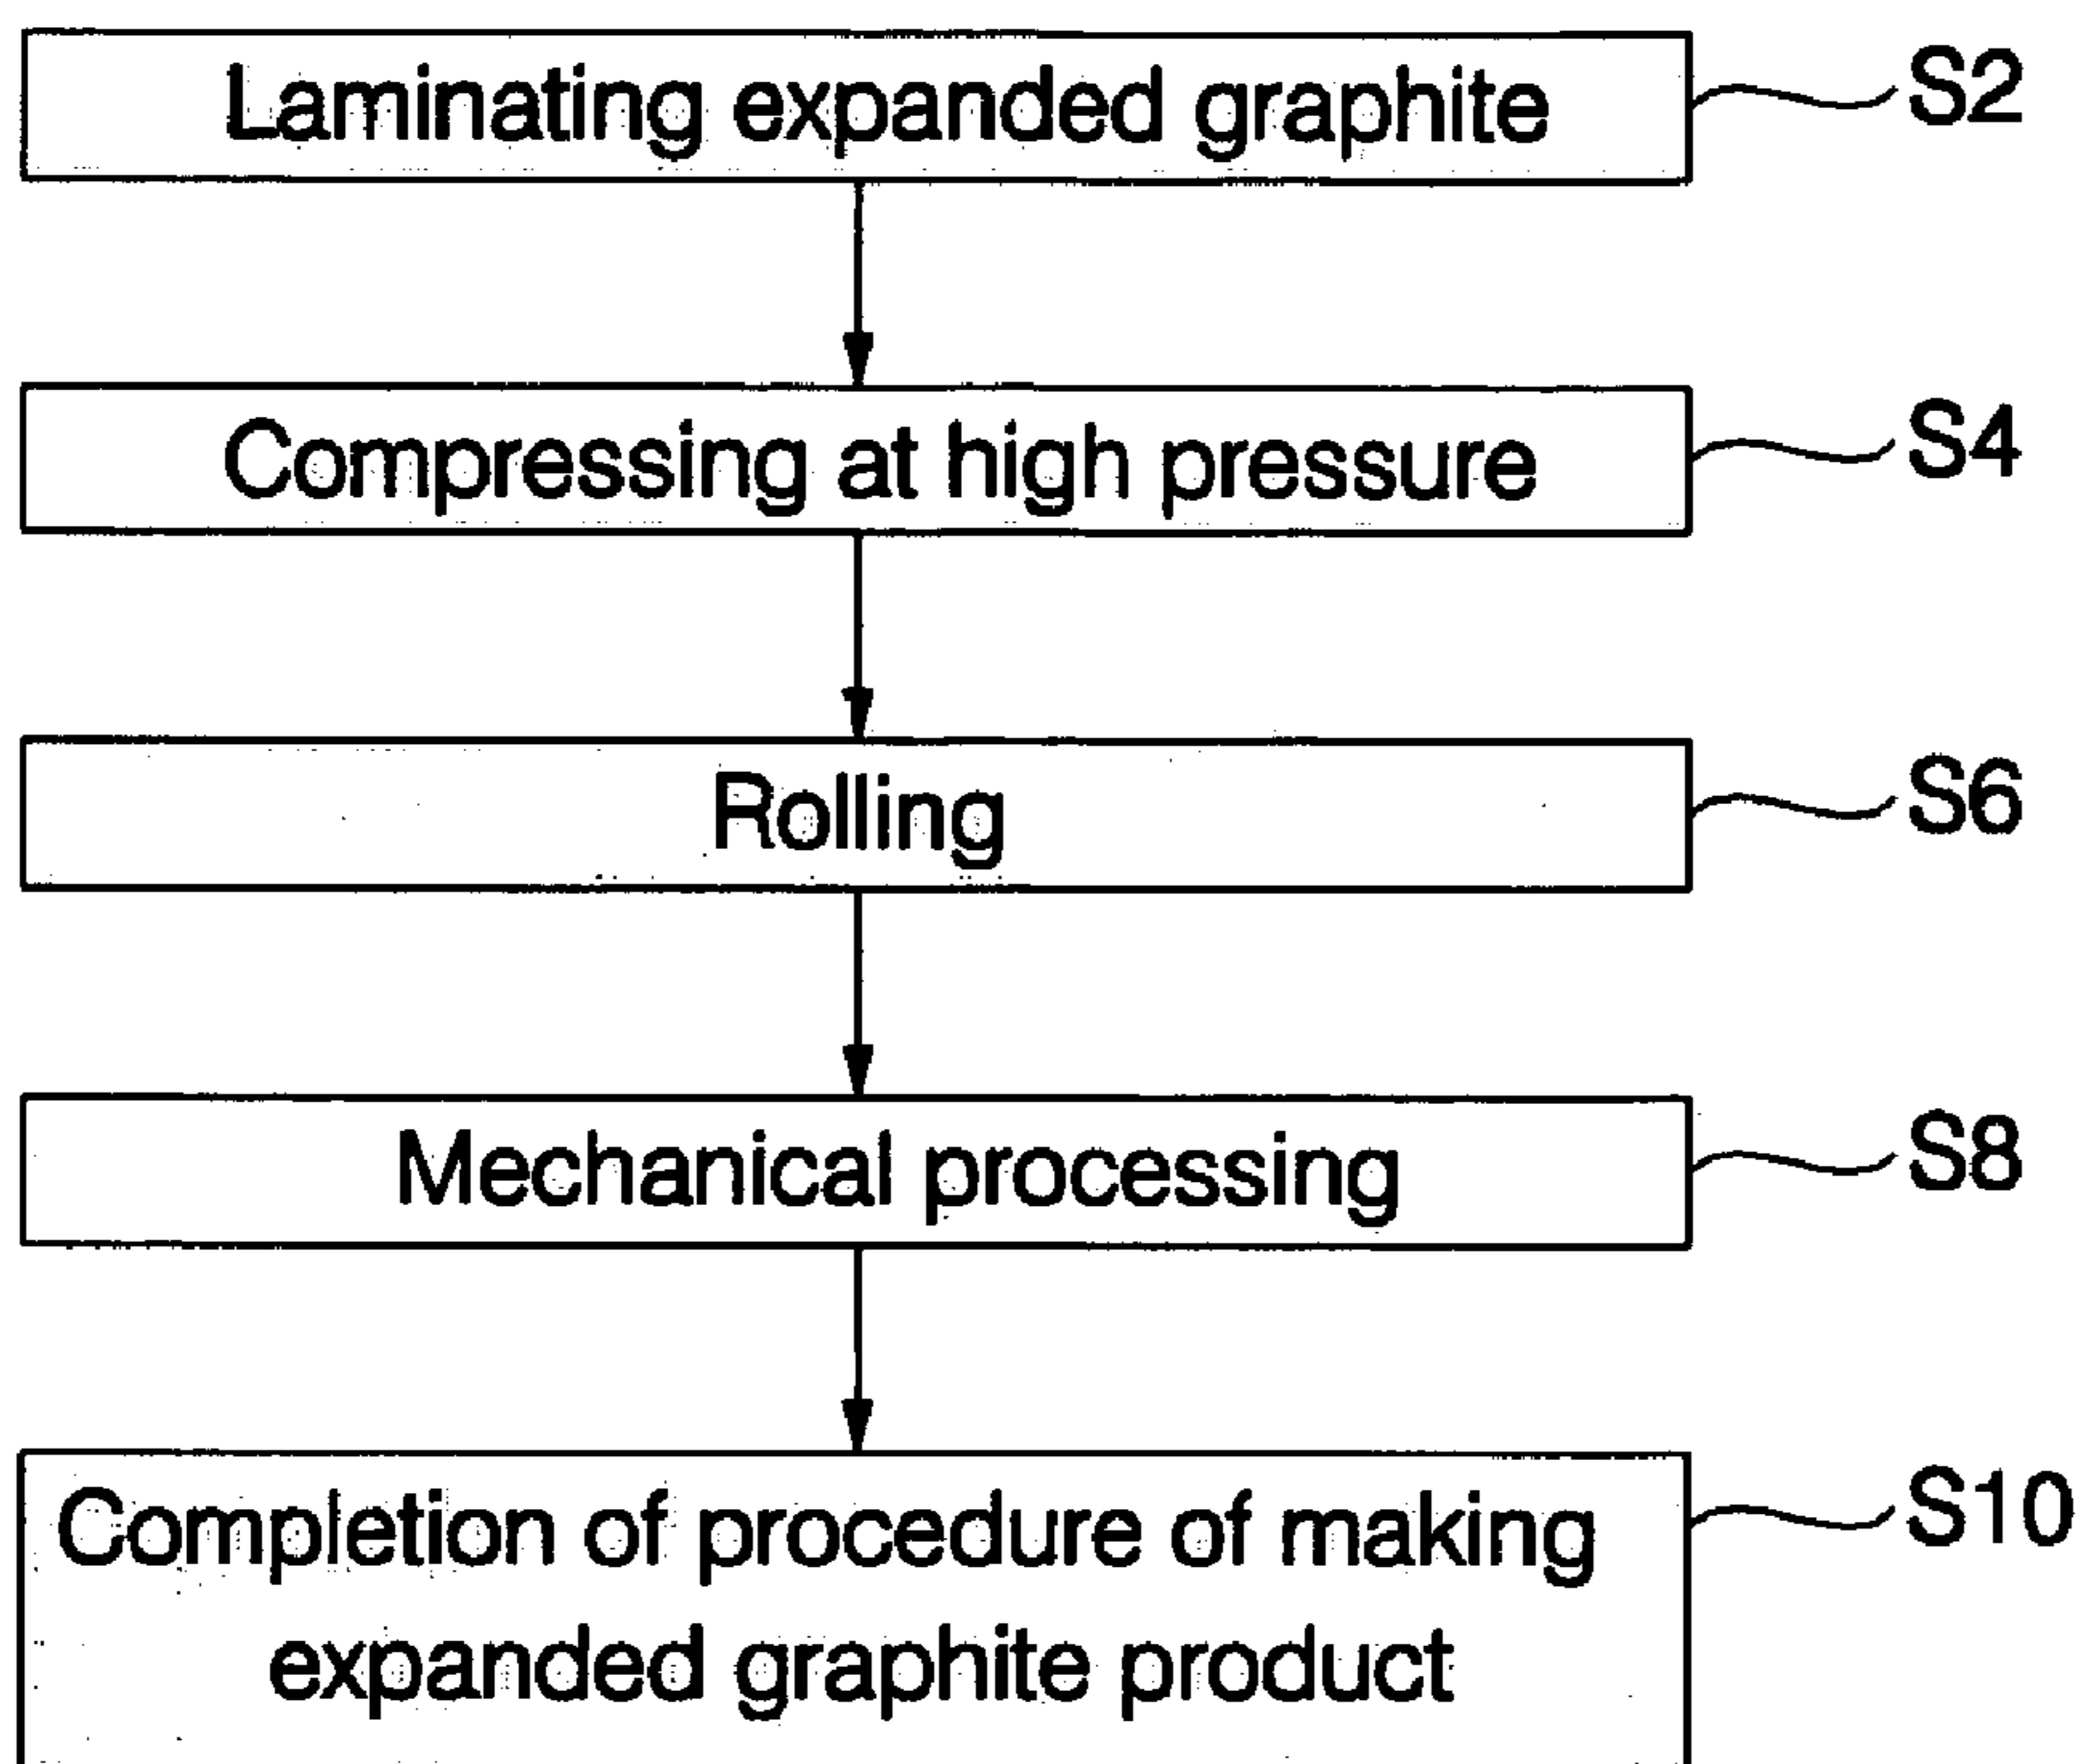 Laminating expanded graphite S2
Compressing at high pressure S4
Rolling S6
Mechanical processing S8
Completion of procedure of making S10
expanded graphite product